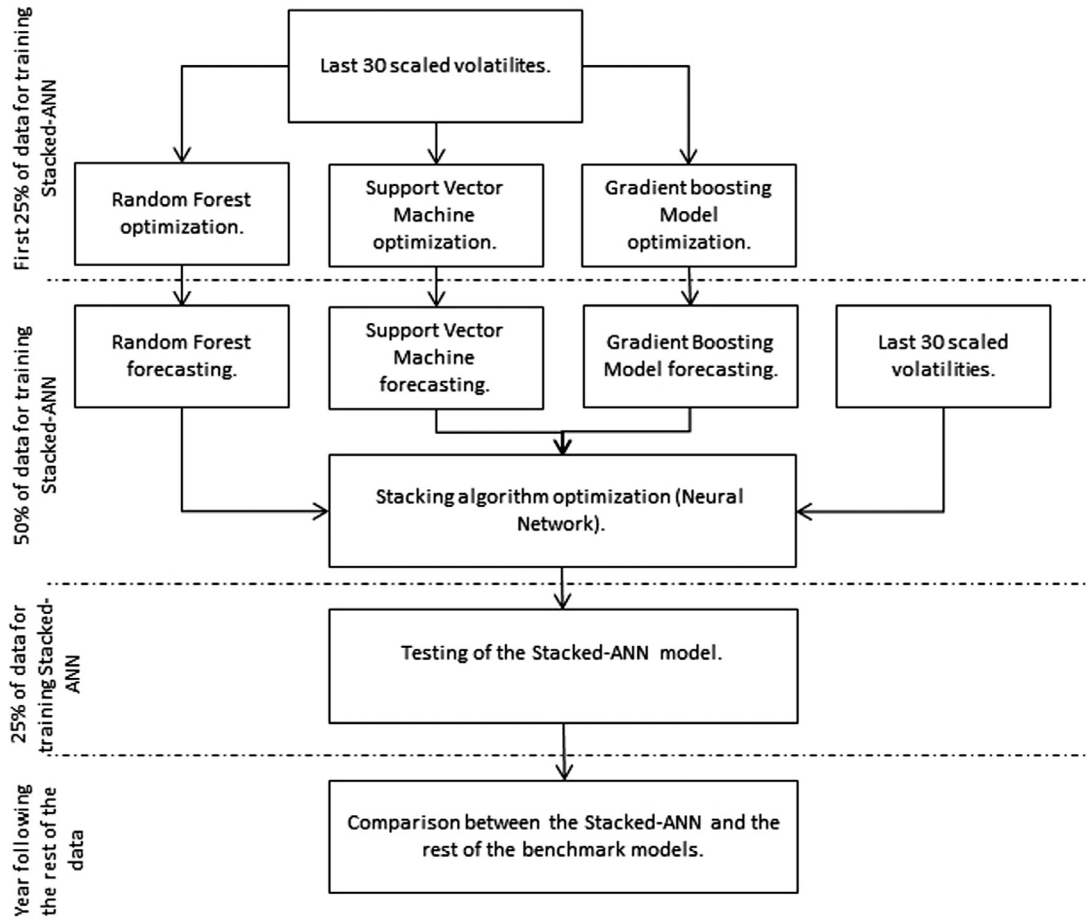 First 25% of data for training
Stacked-ANN
Last 30 scaled volatilites.
Random Forest
optimization.
Support Vector
Machine
optimization.
Gradient boosting
Model
optimization.
50% of data for training
Stacked-ANN
Random Forest
forecasting.
Support Vector
Machine
forecasting.
Gradient Boosting
Model forecasting.
Last 30 scaled
volatilities.
Stacking algorithm optimization (Neural
Network).
25% of data for
training Stacked-
ANN
Testing of the Stacked-ANN model.
Year following
the rest of the
data
Comparison between the Stacked-ANN and the
rest of the benchmark models.